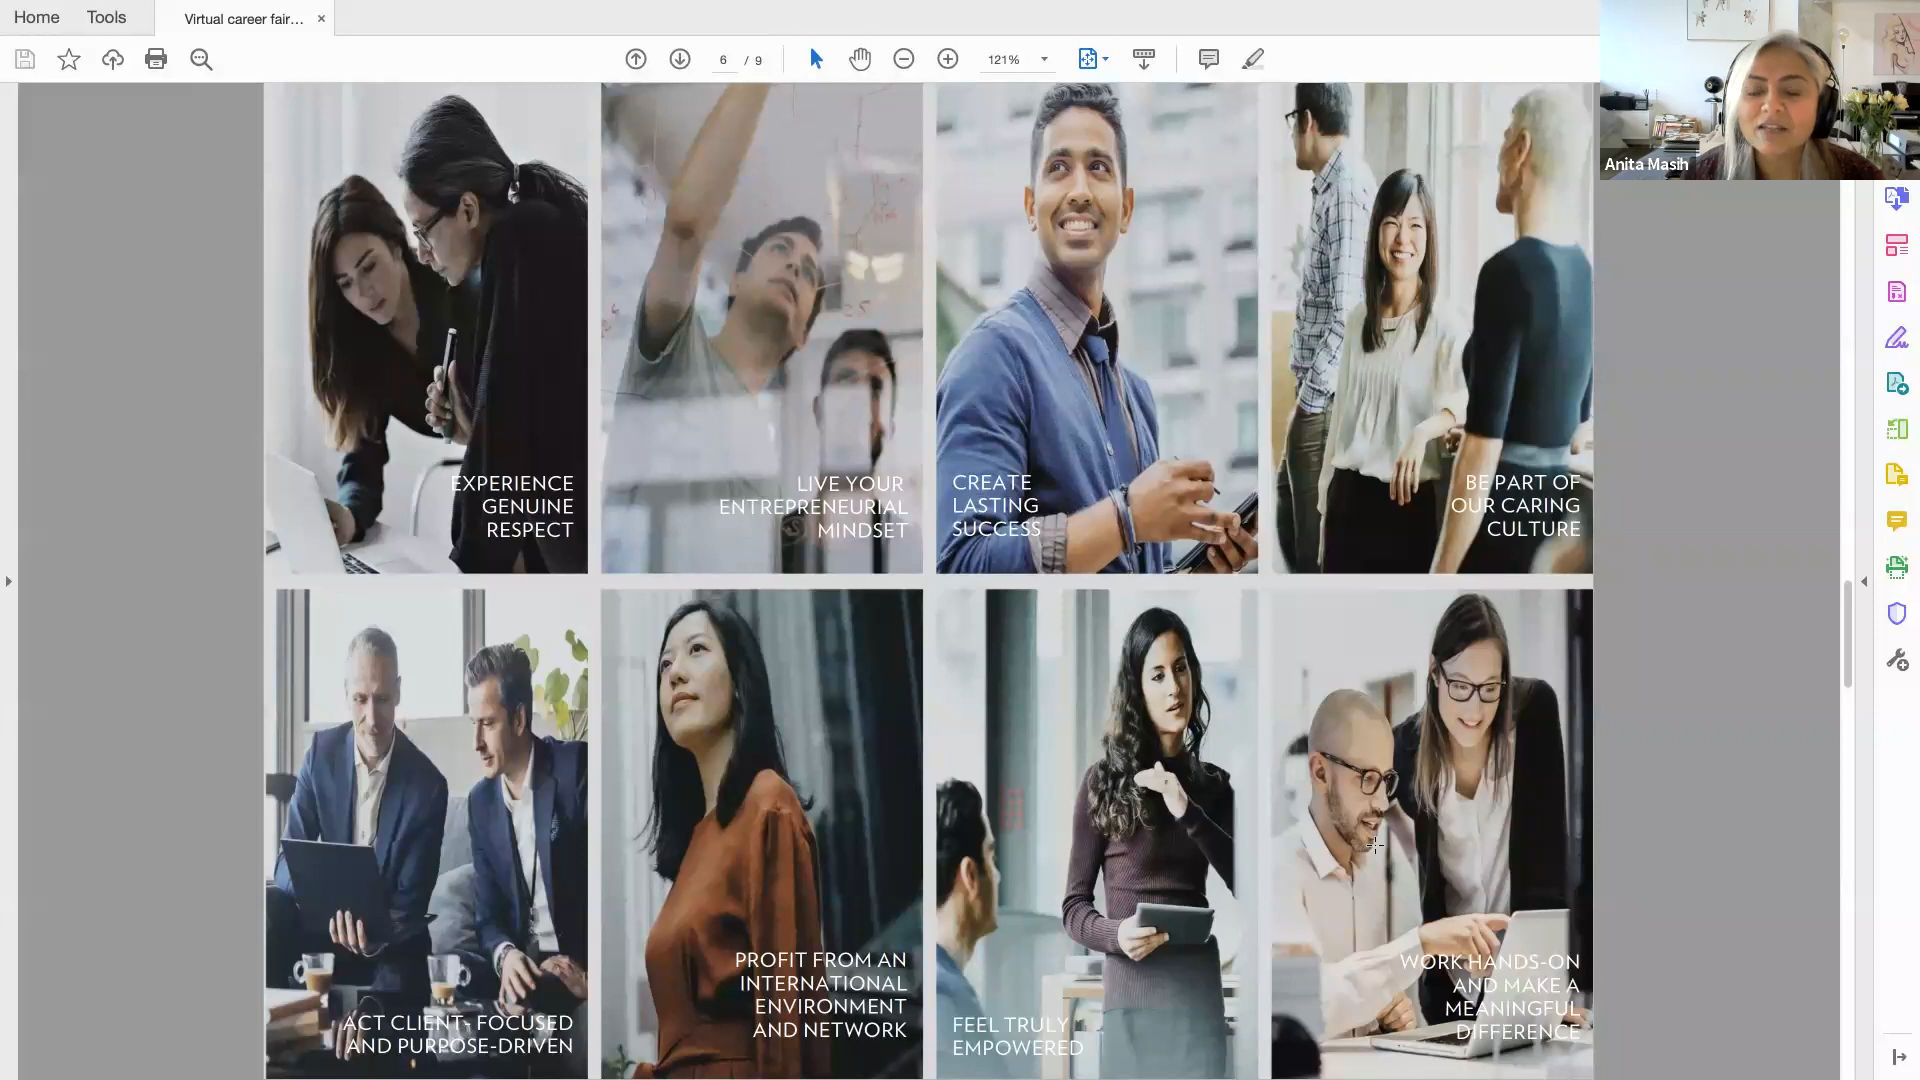 Home
Tools
Virtual career fair...
6 / 9
121%
Anita Masih
EXPERIENCE
GENUINE
RESPECT
LIVE YOUR
ENTREPRENEURIAL
MINDSET
CREATE
LASTING
SUCCESS
BE PART OF
OUR CARING
CULTURE
ACT CLIENT- FOCUSED
AND PURPOSE-DRIVEN
PROFIT FROM AN
INTERNATIONAL
ENVIRONMENT
AND NETWORK
FEEL TRULY
EMPOWERED
WORK HANDS-ON
AND MAKE A
MEANINGFUL
DIFFERENCE